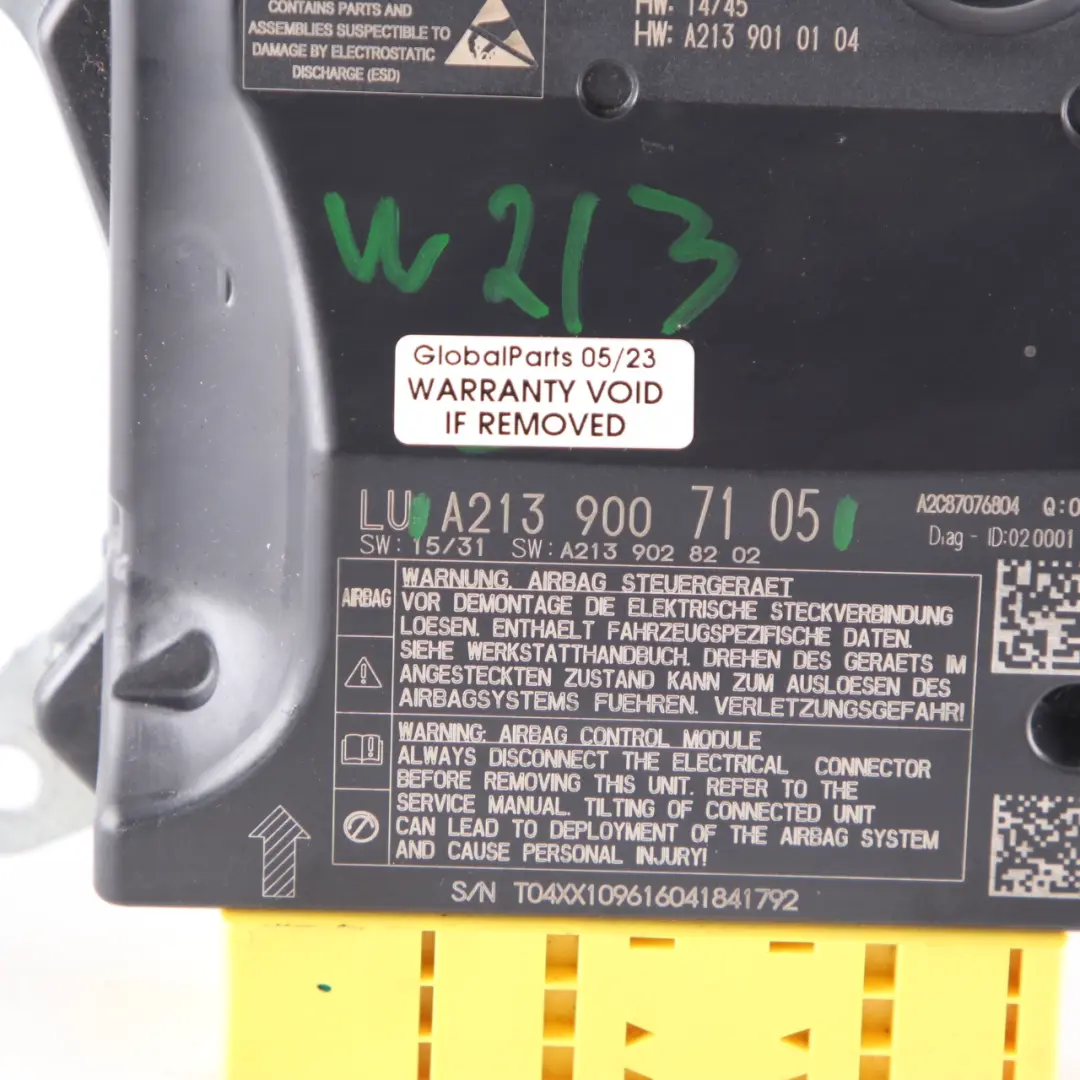 CONTAINS PARTS AND
ASSEMBLIES SUSPECTIBLE TO
DAMAGE BY ELECTROSTATIC
DISCHARGE (ESD)
HW: 14/45
HW: A213 901 01 04
W213
GlobalParts 05/23
WARRANTY VOID
IF REMOVED
LU A213 900 71 05
A2C87076804 Q:0
SW: 15/31 SW: A213 902 82 02
Diag - ID:020001
AIRBAG
WARNUNG. AIRBAG STEUERGERAET
VOR DEMONTAGE DIE ELEKTRISCHE STECKVERBINDUNG
LOESEN. ENTHAELT FAHRZEUGSPEZIFISCHE DATEN.
SIEHE WERKSTATTHANDBUCH. DREHEN DES GERAETS IM
ANGESTECKTEN ZUSTAND KANN ZUM AUSLOESEN DES
AIRBAGSYSTEMS FUEHREN. VERLETZUNGSGEFAHR!
WARNING: AIRBAG CONTROL MODULE
ALWAYS DISCONNECT THE ELECTRICAL CONNECTOR
BEFORE REMOVING THIS UNIT. REFER TO THE
SERVICE MANUAL. TILTING OF CONNECTED UNIT
CAN LEAD TO DEPLOYMENT OF THE AIRBAG SYSTEM
AND CAUSE PERSONAL INJURY!
S/N T04XX109616041841792